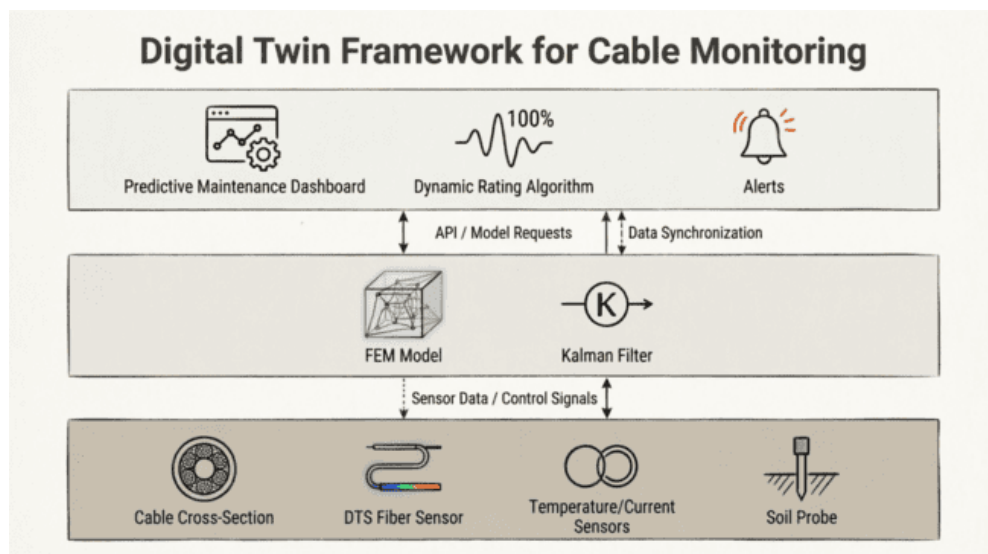 Digital Twin Framework for Cable Monitoring
100%
Predictive Maintenance Dashboard
Dynamic Rating Algorithm
Alerts
API / Model Requests
Data Synchronization
K
FEM Model
Kalman Filter
Sensor Data / Control Signals
Cable Cross-Section
DTS Fiber Sensor
Temperature/Current
Sensors
Soil Probe